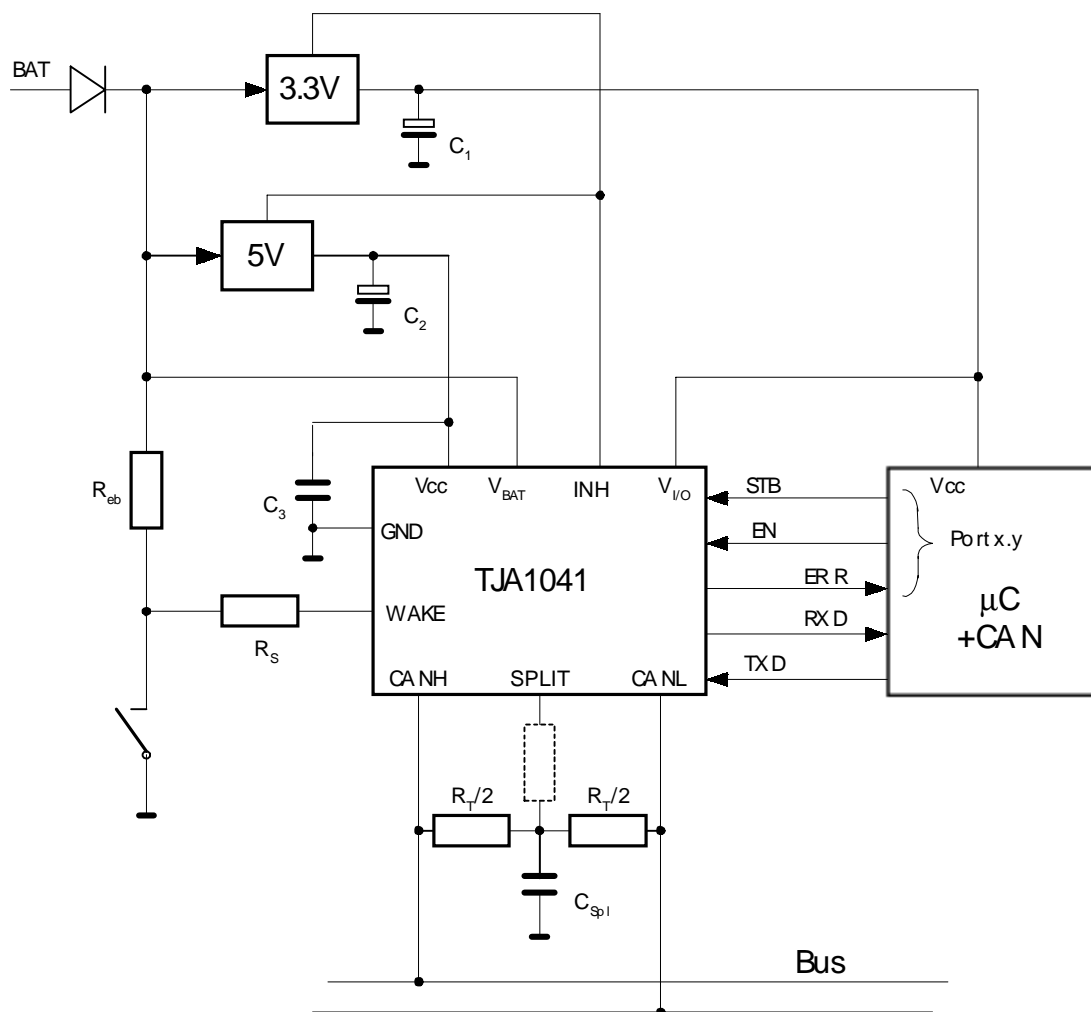 BAT
3.3V
C1
5V
C2
Reb
C3
Vcc
VBAT
INH
VI/O
GND
TJA1041
WAKE
RS
CANH
SPLIT
CANL
STB
EN
ERR
RXD
TXD
Vcc
Port x.y
µC
+CAN
RT/2
RT/2
CSpl
Bus